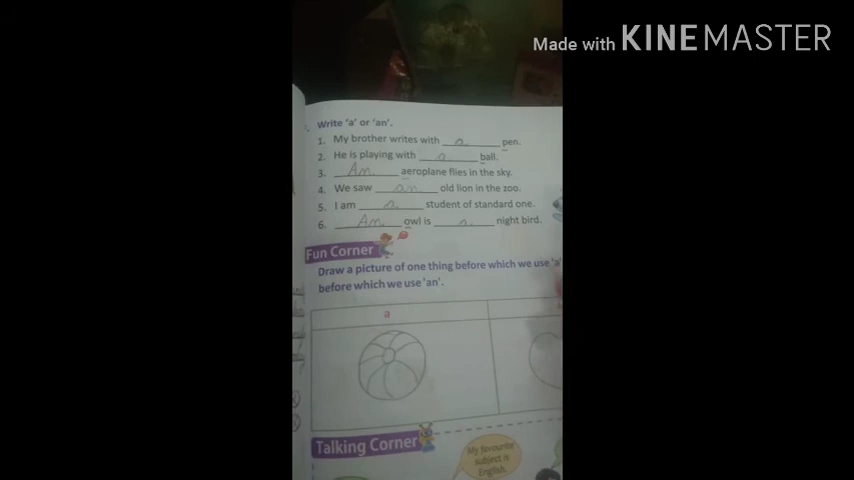 Made with KINEMASTER
Write 'a' or 'an'.
1. My brother writes with a pen.
2. He is playing with a ball.
3. An aeroplane flies in the sky.
4. We saw an old lion in the zoo.
5. I am a student of standard one.
6. An owl is a night bird.
Fun Corner
Draw a picture of one thing before which we use 'a'
before which we use 'an'.
a
Talking Corner
My favourite
subject is
English.